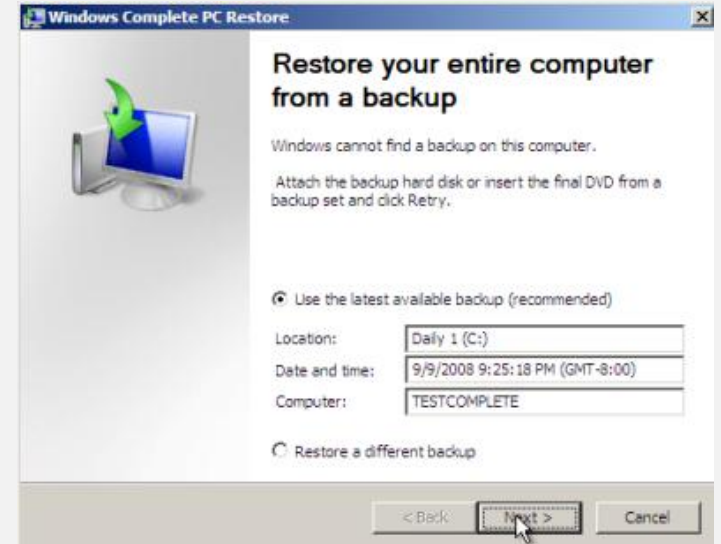 Windows Complete PC Restore
Restore your entire computer
from a backup
Windows cannot find a backup on this computer.
Attach the backup hard disk or insert the final DVD from a
backup set and click Retry.
Use the latest available backup (recommended)
Location: Daily 1 (C:)
Date and time: 9/9/2008 9:25:18 PM (GMT-8:00)
Computer: TESTCOMPLETE
Restore a different backup
< Back Next > Cancel